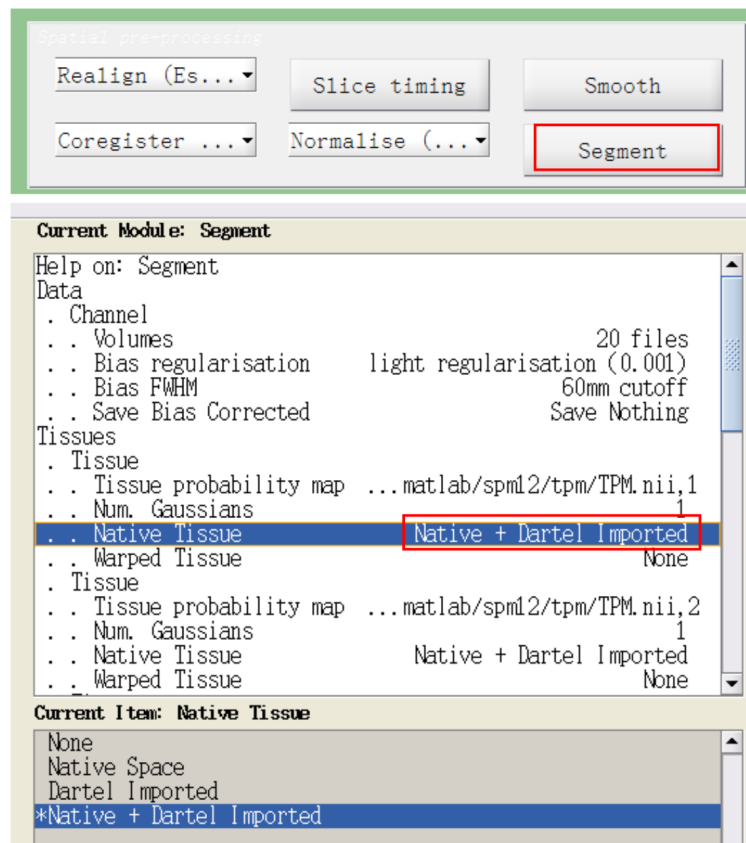 Spatial pre-processing
Realign (Es...
Slice timing
Smooth
Coregister ...
Normalise (...
Segment
Current Module: Segment
Help on: Segment
Data
. Channel
. . Volumes 20 files
. . Bias regularisation light regularisation (0.001)
. . Bias FWHM 60mm cutoff
. . Save Bias Corrected Save Nothing
Tissues
. Tissue
. . Tissue probability map ...matlab/spm12/tpm/TPM.nii,1
. . Num. Gaussians 1
. . Native Tissue Native + Dartel Imported
. . Warped Tissue None
. Tissue
. . Tissue probability map ...matlab/spm12/tpm/TPM.nii,2
. . Num. Gaussians 1
. . Native Tissue Native + Dartel Imported
. . Warped Tissue None
Current Item: Native Tissue
None
Native Space
Dartel Imported
*Native + Dartel Imported